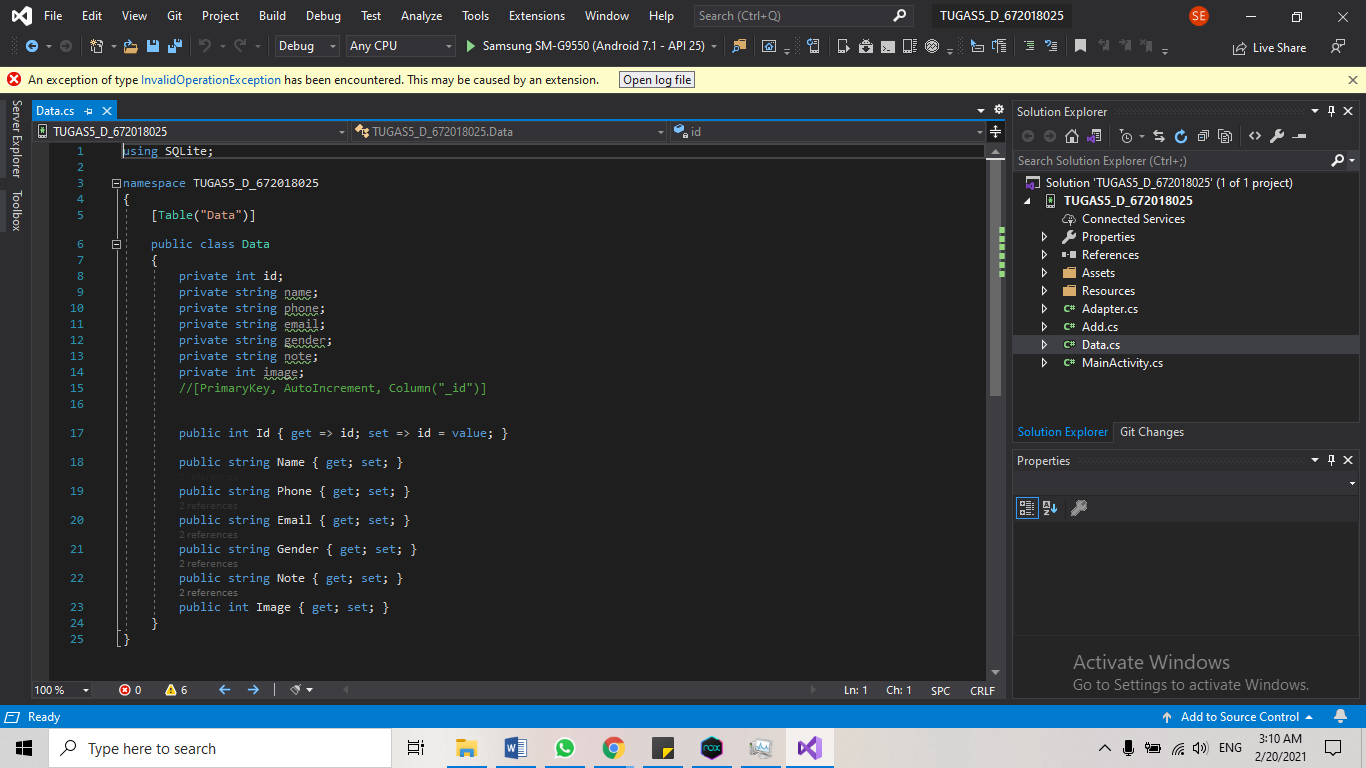 File Edit View Git Project Build Debug Test Analyze Tools Extensions Window Help Search (Ctrl+Q) TUGAS5_D_672018025 SE
Debug Any CPU Samsung SM-G9550 (Android 7.1 - API 25) Live Share
An exception of type InvalidOperationException has been encountered. This may be caused by an extension. Open log file
Server Explorer
Toolbox
Data.cs
TUGAS5_D_672018025 TUGAS5_D_672018025.Data id
1 using SQLite;
2
3 namespace TUGAS5_D_672018025
4 {
5 [Table("Data")]
6 public class Data
7 {
8 private int id;
9 private string name;
10 private string phone;
11 private string email;
12 private string gender;
13 private string note;
14 private int image;
15 //[PrimaryKey, AutoIncrement, Column("_id")]
16
17 public int Id { get => id; set => id = value; }
18 public string Name { get; set; }
19 public string Phone { get; set; }
2 references
20 public string Email { get; set; }
2 references
21 public string Gender { get; set; }
2 references
22 public string Note { get; set; }
2 references
23 public int Image { get; set; }
24 }
25 }
100 % 0 6 Ln: 1 Ch: 1 SPC CRLF
Solution Explorer
Search Solution Explorer (Ctrl+;)
Solution 'TUGAS5_D_672018025' (1 of 1 project)
TUGAS5_D_672018025
Connected Services
Properties
References
Assets
Resources
C# Adapter.cs
C# Add.cs
C# Data.cs
C# MainActivity.cs
Solution Explorer Git Changes
Properties
Activate Windows
Go to Settings to activate Windows.
Ready Add to Source Control
Type here to search
W
nox
ENG
3:10 AM
2/20/2021